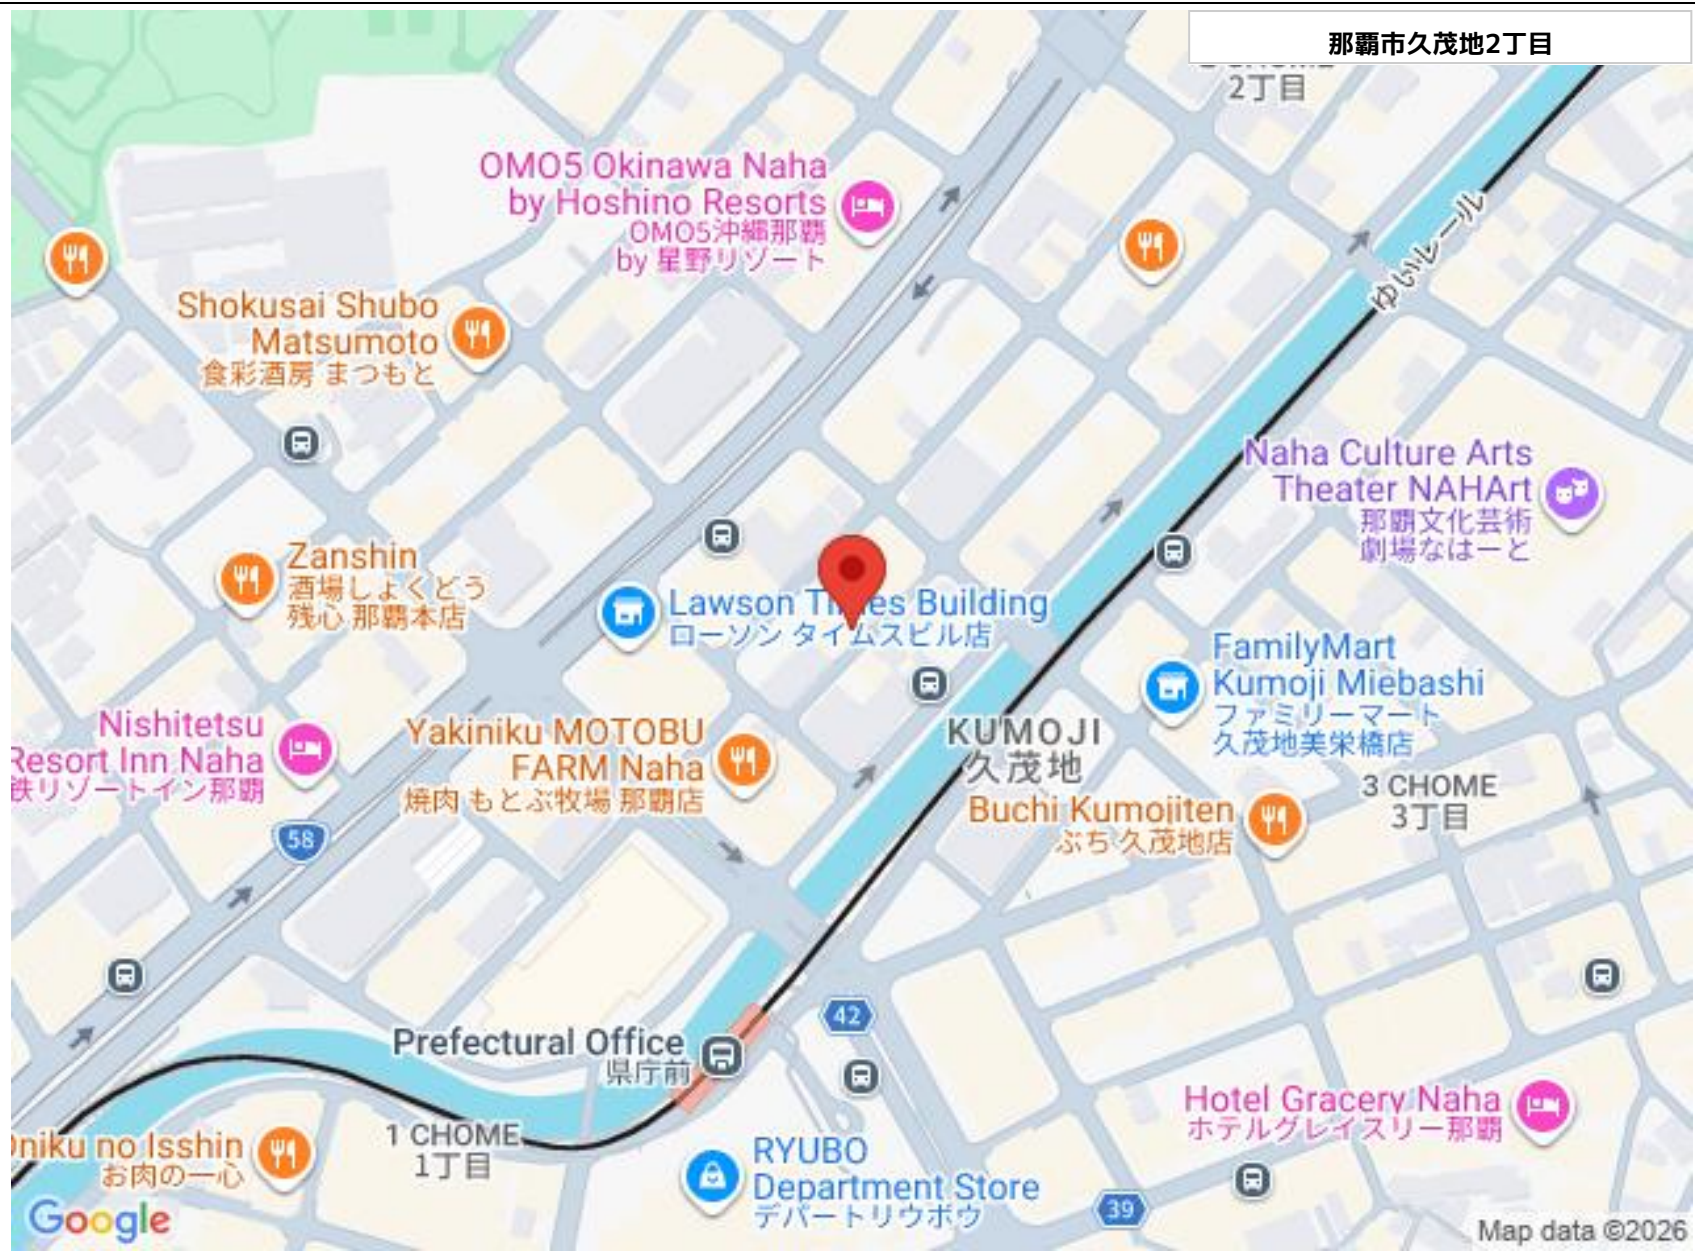 那覇市久茂地2丁目
2丁目
OMO5 Okinawa Naha
by Hoshino Resorts
OMO5沖縄那覇
by 星野リゾート
ゆいレール
Shokusai Shubo
Matsumoto
食彩酒房 まつもと
Naha Culture Arts
Theater NAHArt
那覇文化芸術
劇場なはーと
Zanshin
酒場しょくどう
残心 那覇本店
Lawson Times Building
ローソン タイムスビル店
FamilyMart
Kumoji Miebashi
ファミリーマート
久茂地美栄橋店
Nishitetsu
Resort Inn Naha
鉄リゾートイン那覇
Yakiniku MOTOBU
FARM Naha
焼肉 もとぶ牧場 那覇店
KUMOJI
久茂地
3 CHOME
3丁目
Buchi Kumojiten
ぶち 久茂地店
58
42
Prefectural Office
県庁前
Hotel Gracery Naha
ホテルグレイスリー那覇
1 CHOME
1丁目
Oniku no Isshin
お肉の一心
RYUBO
Department Store
デパートリウボウ
39
Google
Map data ©2026